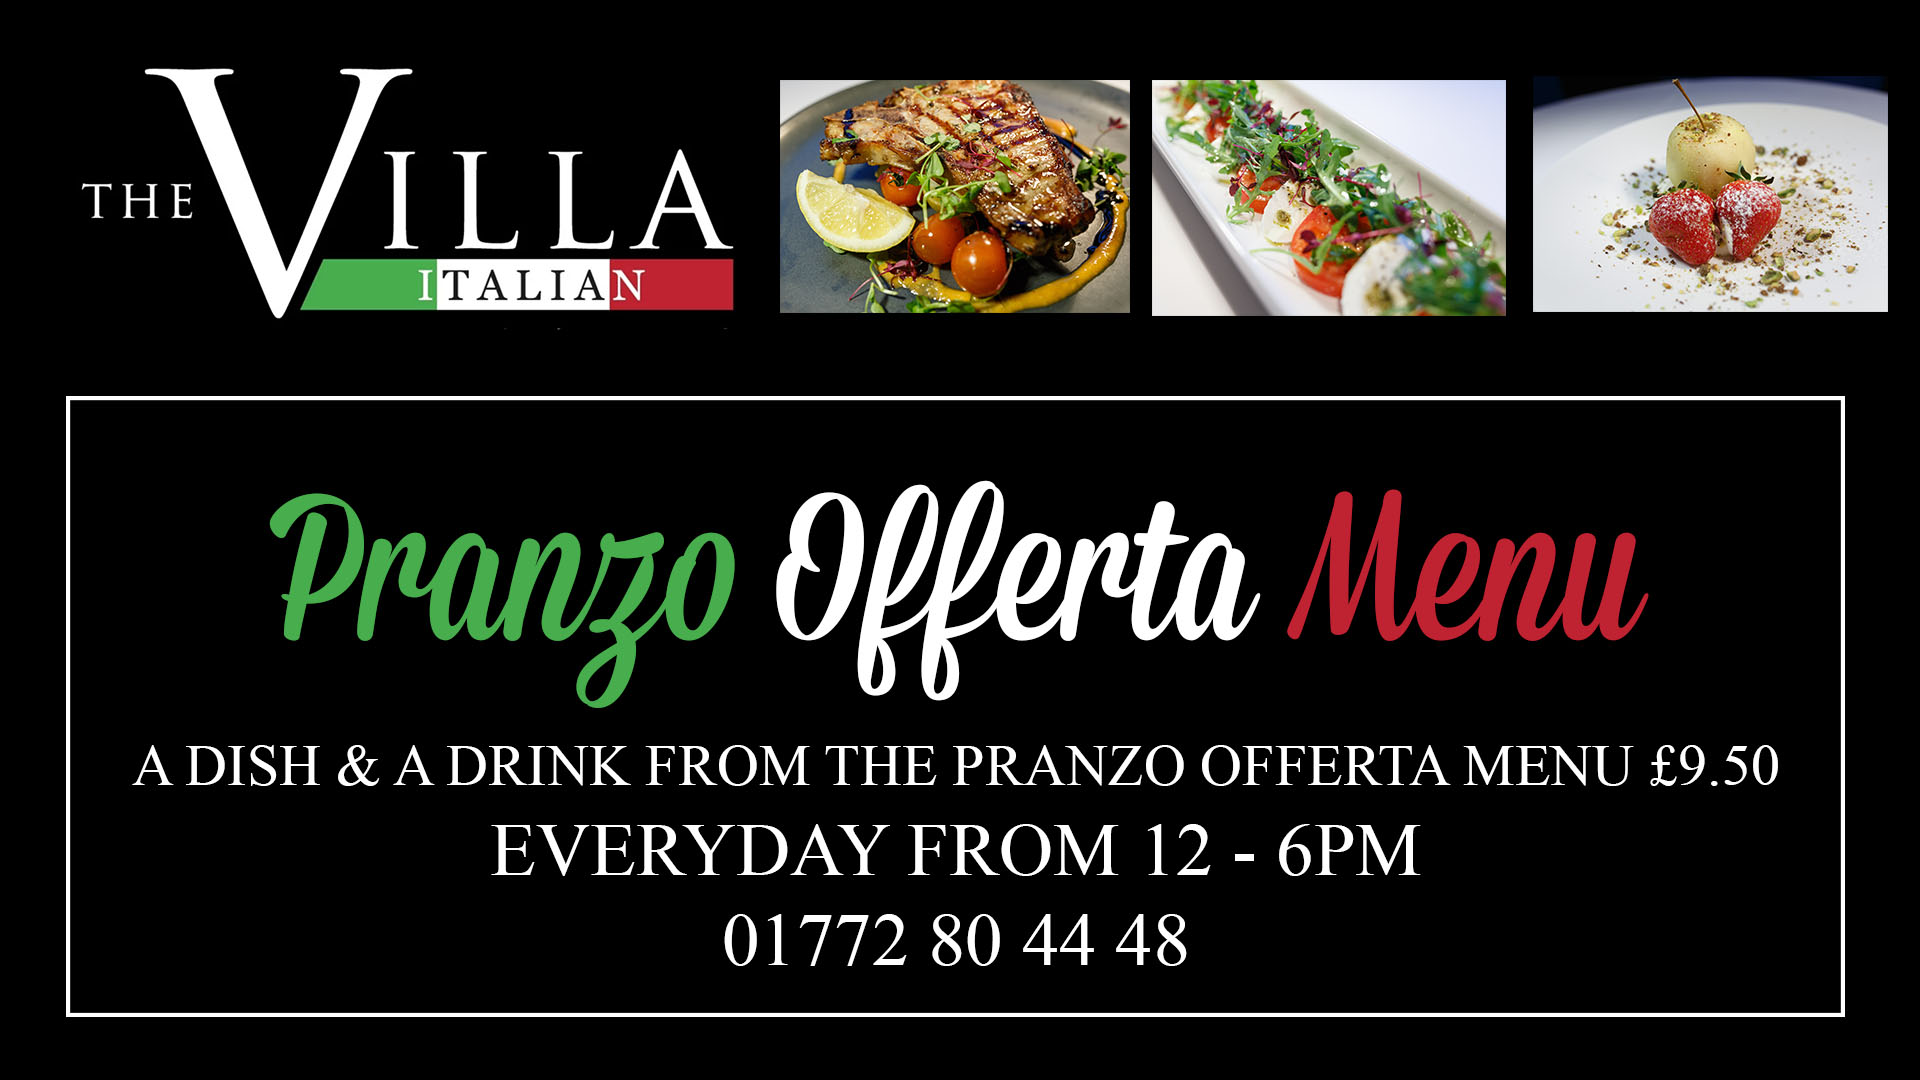 THE VILLA
ITALIAN
Pranzo Offerta Menu
A DISH & A DRINK FROM THE PRANZO OFFERTA MENU £9.50
EVERYDAY FROM 12 - 6PM
01772 80 44 48